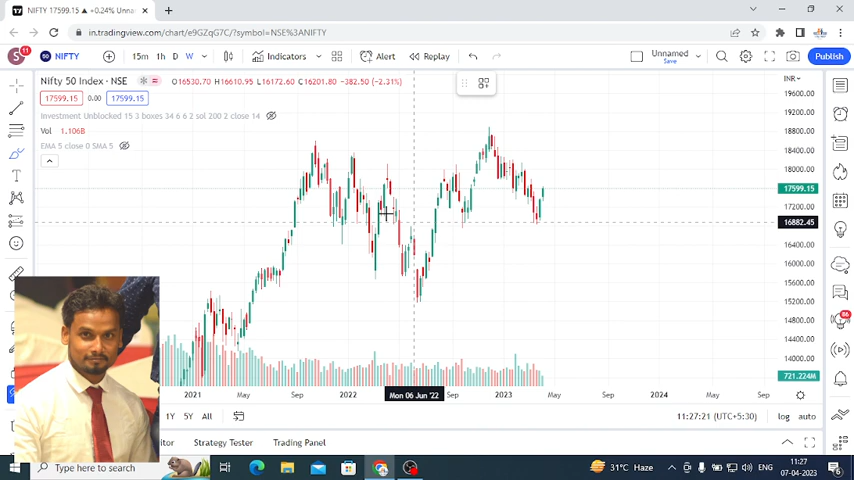 NIFTY 17599.15 ▲ +0.24% Unna
in.tradingview.com/chart/e9GZqG7C/?symbol=NSE%3ANIFTY
S 11 50 NIFTY 15m 1h D W Indicators Alert Replay Unnamed Save Publish
Nifty 50 Index · NSE O16530.70 H16610.95 L16172.60 C16201.80 −382.50 (−2.31%)
INR
17599.15 0.00 17599.15
Investment Unblocked 15 3 boxes 34 6 6 2 sol 200 2 close 14
Vol 1.106B
EMA 5 close 0 SMA 5
19600.00
19200.00
18800.00
18400.00
18000.00
17599.15
17200.00
16882.45
16400.00
16000.00
15600.00
15200.00
14800.00
14400.00
14000.00
721.224M
86
2021 May Sep 2022 Mon 06 Jun '22 Sep 2023 May Sep 2024 May Sep
1Y 5Y All 11:27:21 (UTC+5:30) log auto
itor Strategy Tester Trading Panel
Type here to search 31°C Haze ENG 11:27
07-04-2023 6